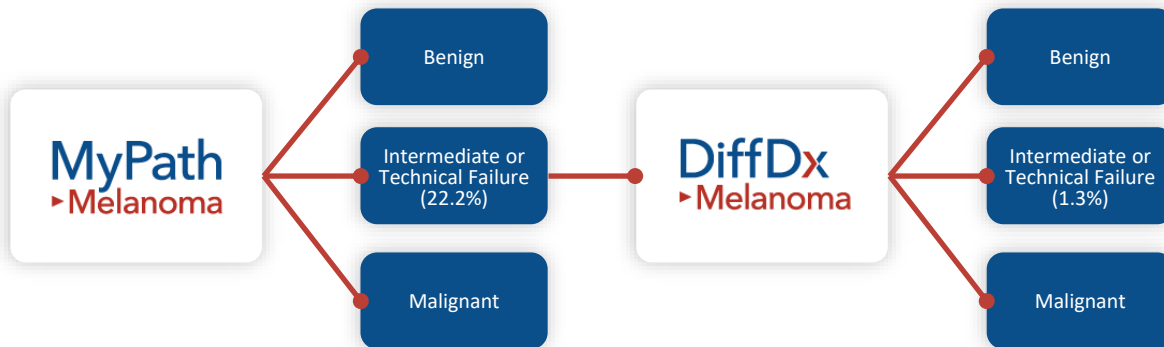 MyPath
▸Melanoma
Benign
Intermediate or
Technical Failure
(22.2%)
Malignant
DiffDx
▸Melanoma
Benign
Intermediate or
Technical Failure
(1.3%)
Malignant